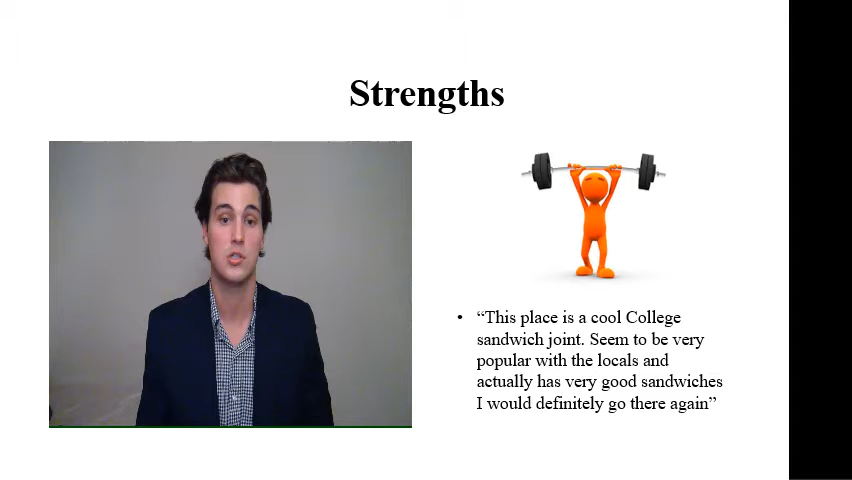 Strengths
• “This place is a cool College
sandwich joint. Seem to be very
popular with the locals and
actually has very good sandwiches
I would definitely go there again”